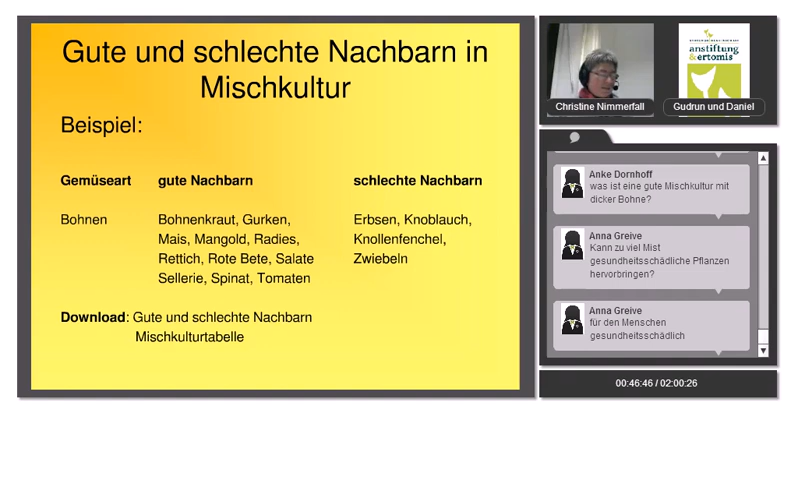 Gute und schlechte Nachbarn in
Mischkultur
Beispiel:
Gemüseart gute Nachbarn schlechte Nachbarn
Bohnen Bohnenkraut, Gurken, Erbsen, Knoblauch,
Mais, Mangold, Radies, Knollenfenchel,
Rettich, Rote Bete, Salate Zwiebeln
Sellerie, Spinat, Tomaten
Download: Gute und schlechte Nachbarn
Mischkulturtabelle
anstiftung
&ertomis
Christine Nimmerfall
Gudrun und Daniel
Anke Dornhoff
was ist eine gute Mischkultur mit
dicker Bohne?
Anna Greive
Kann zu viel Mist
gesundheitsschädliche Pflanzen
hervorbringen?
Anna Greive
für den Menschen
gesundheitsschädlich
00:46:46 / 02:00:26